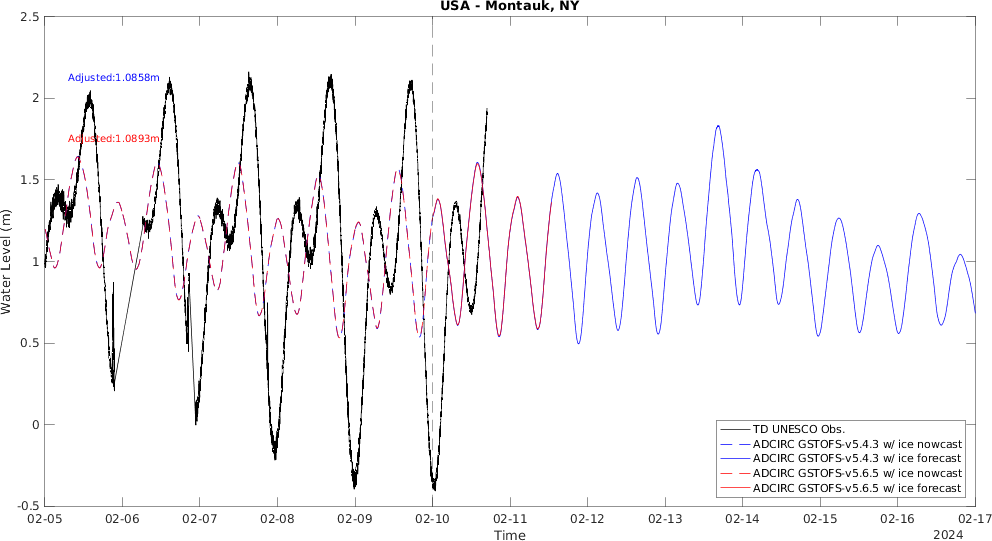 USA - Montauk, NY
2.5
2
1.5
1
0.5
0
-0.5
Water Level (m)
Adjusted:1.0858m
Adjusted:1.0893m
TD UNESCO Obs.
ADCIRC GSTOFS-v5.4.3 w/ ice nowcast
ADCIRC GSTOFS-v5.4.3 w/ ice forecast
ADCIRC GSTOFS-v5.6.5 w/ ice nowcast
ADCIRC GSTOFS-v5.6.5 w/ ice forecast
02-05 02-06 02-07 02-08 02-09 02-10 02-11 02-12 02-13 02-14 02-15 02-16 02-17
Time
2024